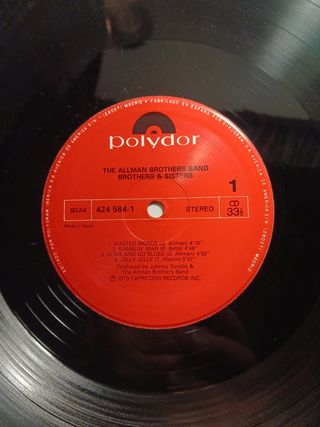 polydor
THE ALLMAN BROTHERS BAND
BROTHERS & SISTERS
1
SGAE
424 584-1
STEREO
33⅓
Made in Spain
1. WASTED WORDS (G. Allman) 4'19"
2. RAMBLIN' MAN (R. Betts) 4'46"
3. COME AND GO BLUES (G. Allman) 4'52"
4. JELLY JELLY (T. Marino) 5'47"
Produced by Johnny Sandlin &
The Allman Brothers Band
℗ 1973 CAPRICORN RECORDS INC.